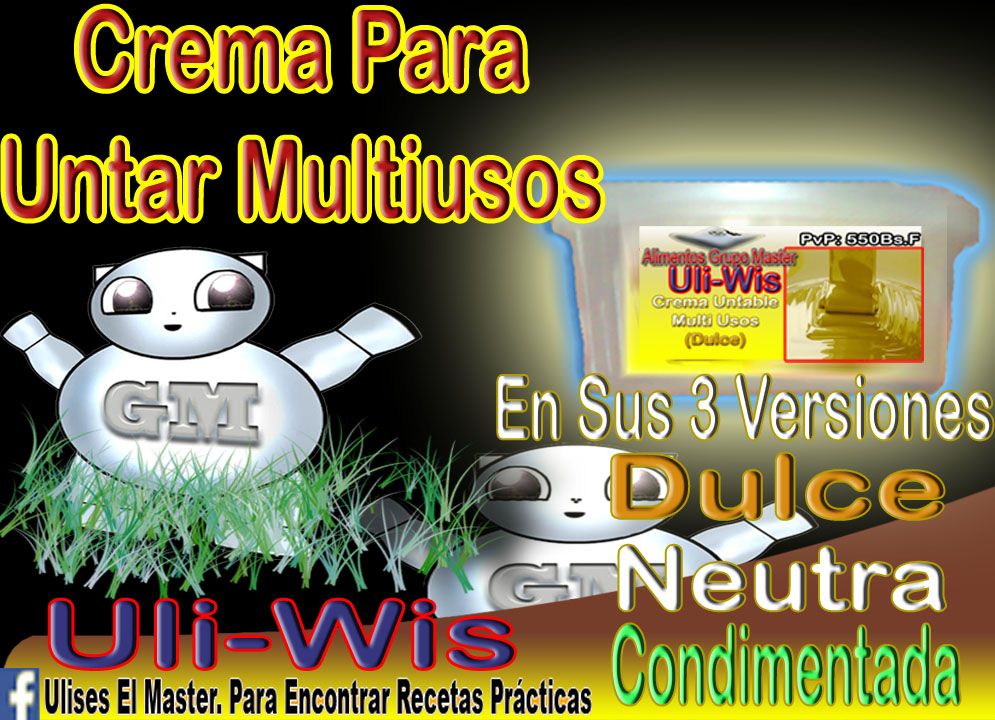 Crema Para
Untar Multiusos
PvP: 550Bs.F
Alimentos Grupo Master
Uli-Wis
Crema Untable
Multi Usos
(Dulce)
GM
En Sus 3 Versiones
Dulce
GM
Neutra
Uli-Wis
Condimentada
f Ulises El Master. Para Encontrar Recetas Prácticas